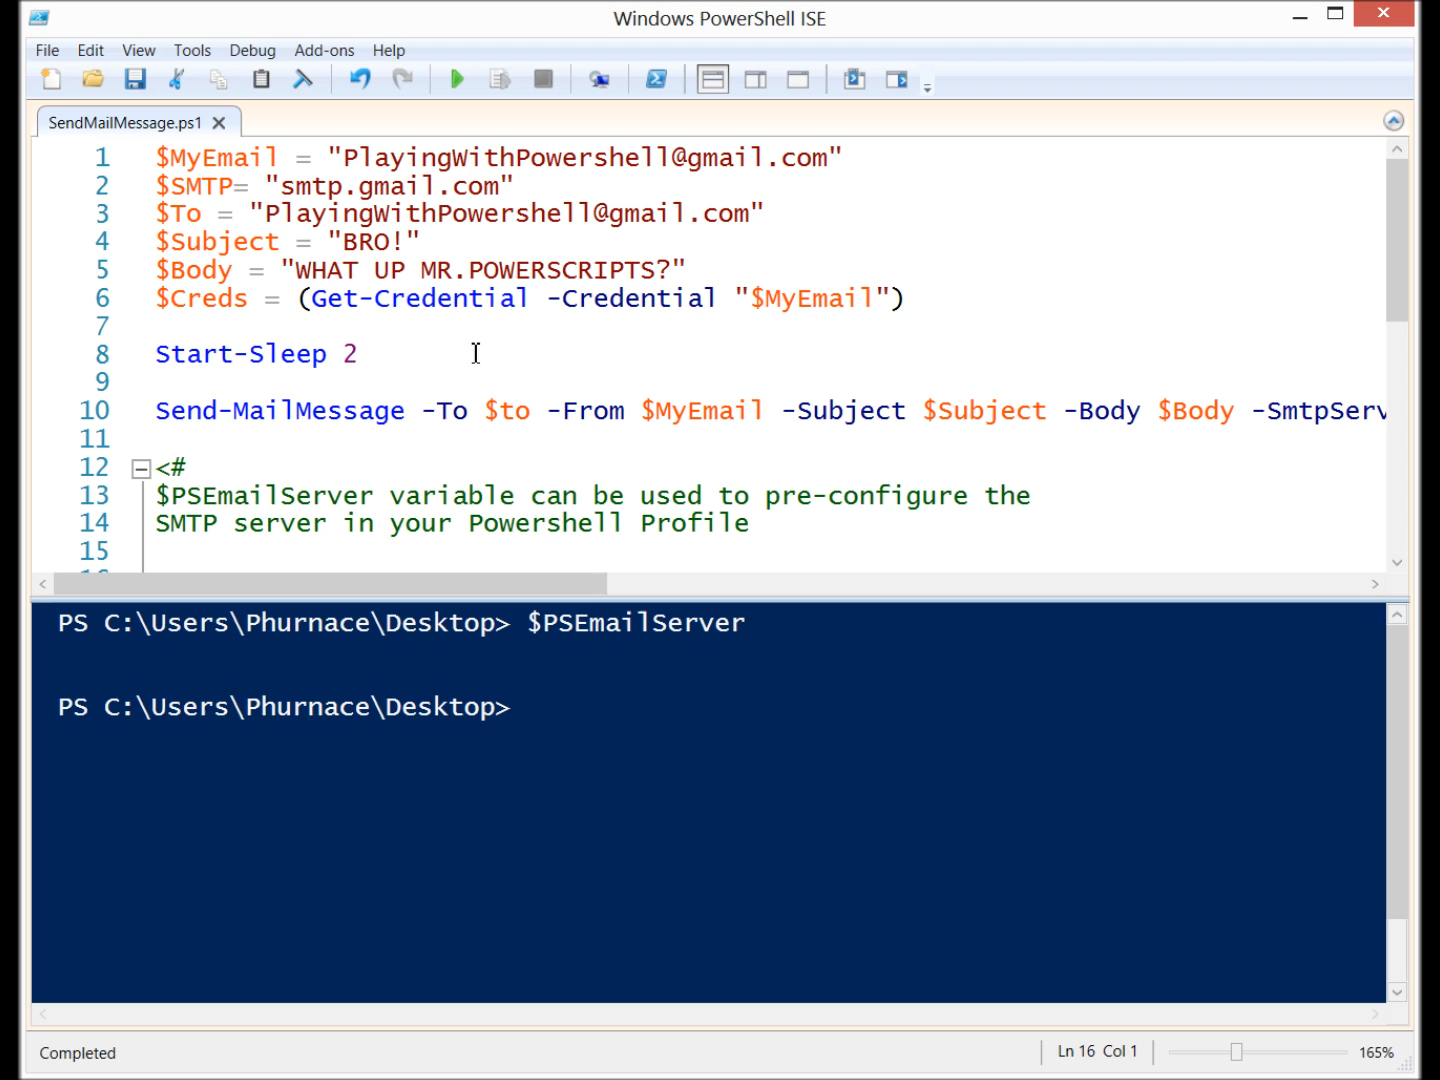 Windows PowerShell ISE
File Edit View Tools Debug Add-ons Help
SendMailMessage.ps1
1 $MyEmail = "PlayingWithPowershell@gmail.com"
2 $SMTP= "smtp.gmail.com"
3 $To = "PlayingWithPowershell@gmail.com"
4 $Subject = "BRO!"
5 $Body = "WHAT UP MR.POWERSCRIPTS?"
6 $Creds = (Get-Credential -Credential "$MyEmail")
7
8 Start-Sleep 2
9
10 Send-MailMessage -To $to -From $MyEmail -Subject $Subject -Body $Body -SmtpServ
11
12 <#
13 $PSEmailServer variable can be used to pre-configure the
14 SMTP server in your Powershell Profile
15
PS C:\Users\Phurnace\Desktop> $PSEmailServer
PS C:\Users\Phurnace\Desktop>
Completed Ln 16 Col 1 165%